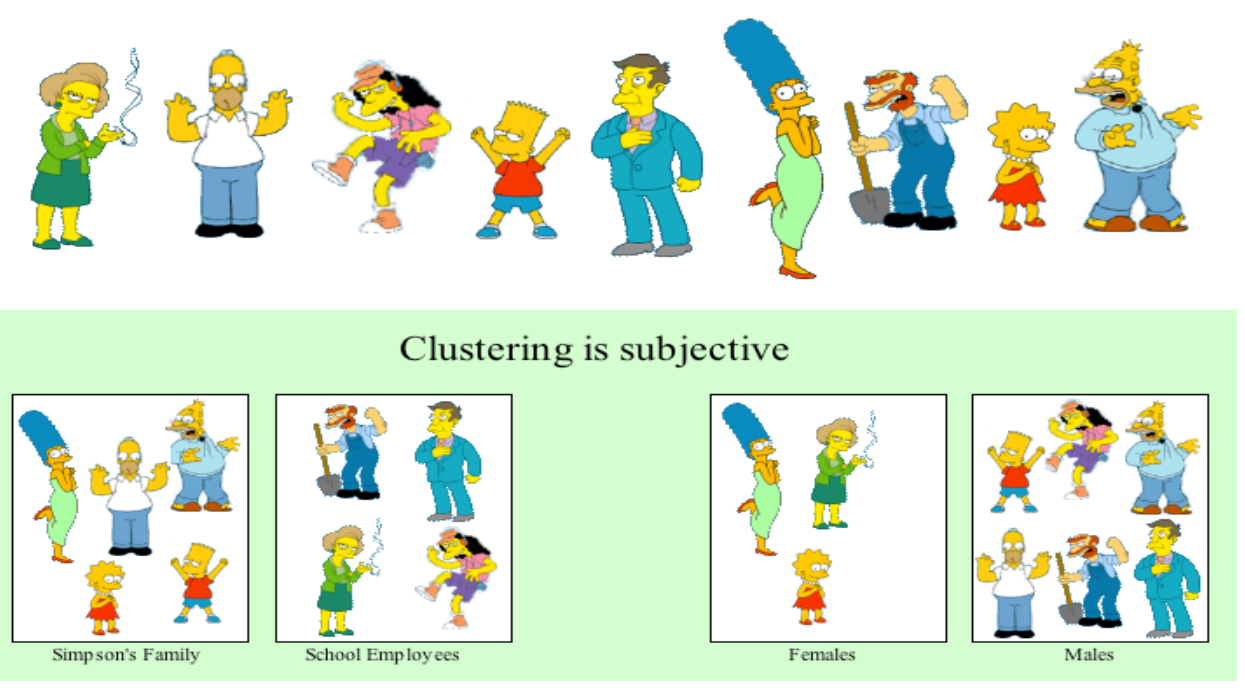 Clustering is subjective
Simpson's Family
School Employees
Females
Males